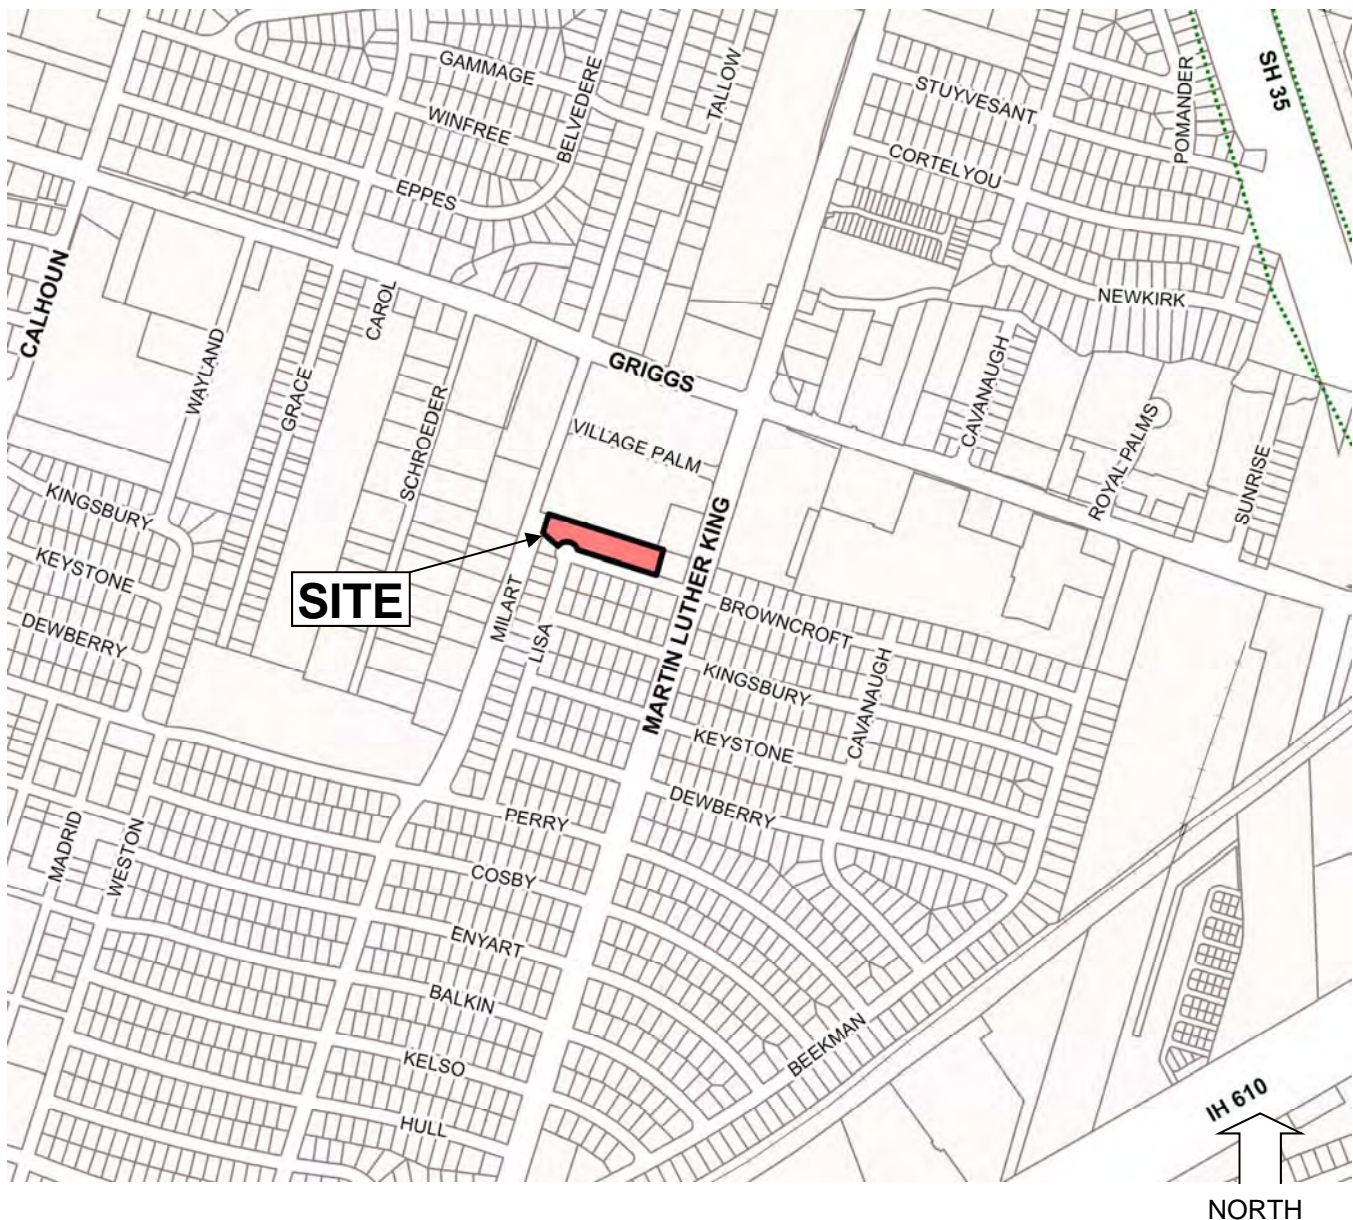 GAMMAGE
BELVEDERE
TALLOW
SH 35
STUYVESANT
POMANDER
WINFREE
CORTELYOU
EPPES
CALHOUN
CAROL
NEWKIRK
WAYLAND
GRACE
SCHROEDER
GRIGGS
CAVANAUGH
ROYAL PALMS
SUNRISE
VILLAGE PALM
KINGSBURY
KEYSTONE
DEWBERRY
SITE
MILART
LISA
MARTIN LUTHER KING
BROWNCROFT
KINGSBURY
CAVANAUGH
KEYSTONE
DEWBERRY
PERRY
MADRID
WESTON
COSBY
ENYART
BALKIN
BEEKMAN
KELSO
HULL
IH 610
NORTH